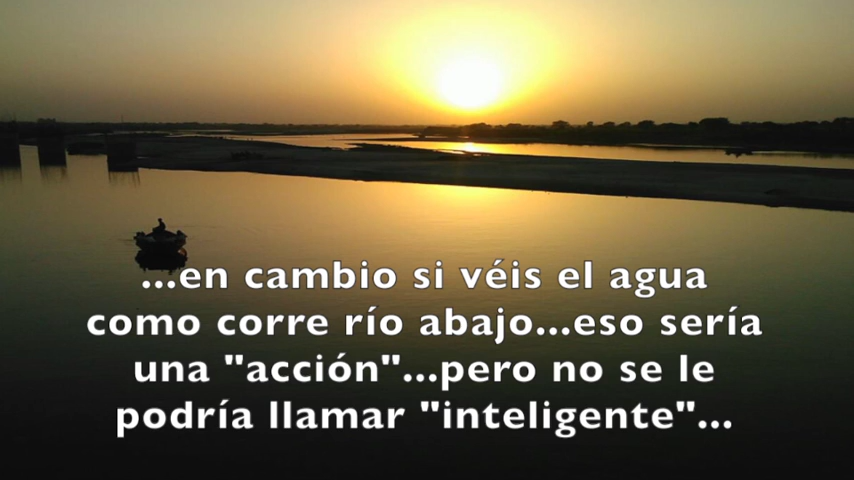 ...en cambio si véis el agua
como corre río abajo...eso sería
una "acción"...pero no se le
podría llamar "inteligente"...